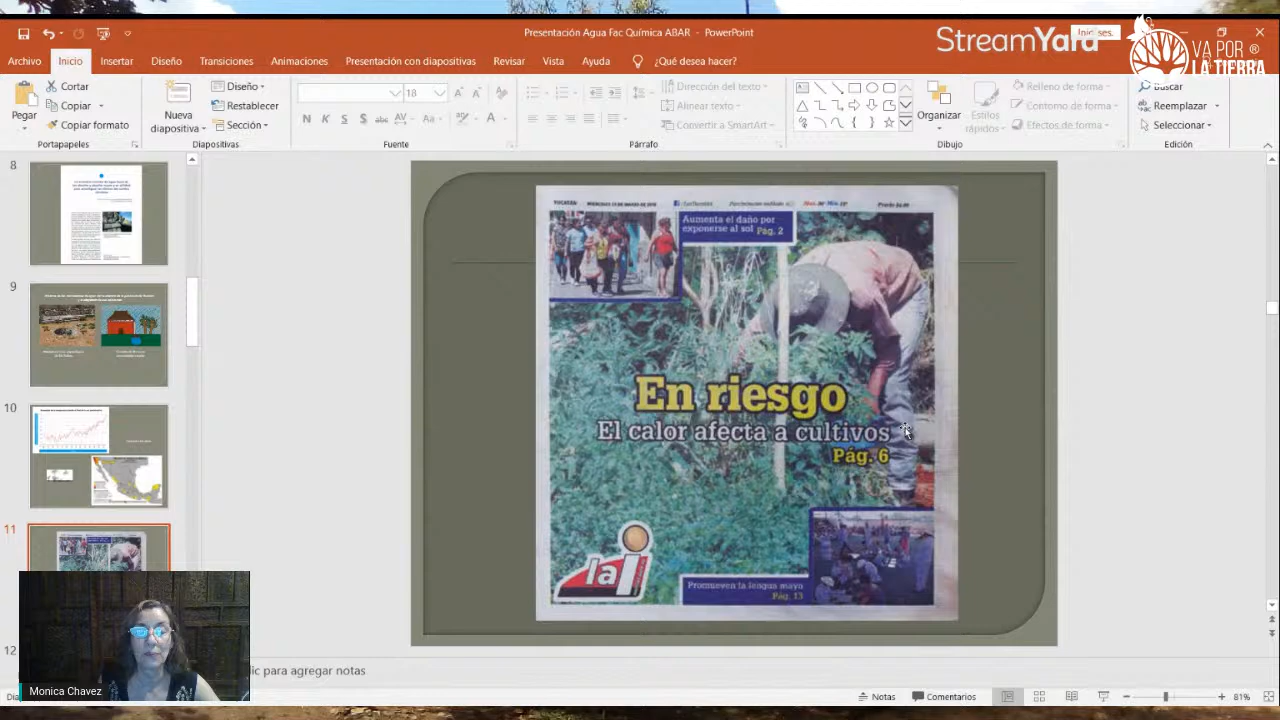 Presentación Agua Fac Química ABAR - PowerPoint
StreamYard
VA POR ®
LA TIERRA
Archivo
Inicio
Insertar
Diseño
Transiciones
Animaciones
Presentación con diapositivas
Revisar
Vista
Ayuda
¿Qué desea hacer?
Pegar
Cortar
Copiar
Copiar formato
Portapapeles
Nueva
diapositiva
Diseño
Restablecer
Sección
Diapositivas
18
Fuente
Dirección del texto
Alinear texto
Convertir a SmartArt
Párrafo
Organizar
Estilos
rápidos
Dibujo
Relleno de forma
Contorno de forma
Efectos de forma
Buscar
Reemplazar
Seleccionar
Edición
8
9
10
11
12
Aumenta el daño por
exponerse al sol Pág. 2
En riesgo
El calor afecta a cultivos
Pág. 6
la i
Promueven la lengua maya
Pág. 13
Monica Chavez
lic para agregar notas
Notas
Comentarios
81%